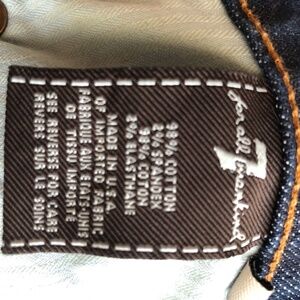 7
for all mankind
98% COTTON
2% SPANDEX
98% COTON
2% ELASTHANE
MADE IN U.S.A.
OF IMPORTED FABRIC
FABRIQUE AUX ETATS-UNIS
DE TISSU IMPORTE
SEE REVERSE FOR CARE
REVERS SUR LE SOINS